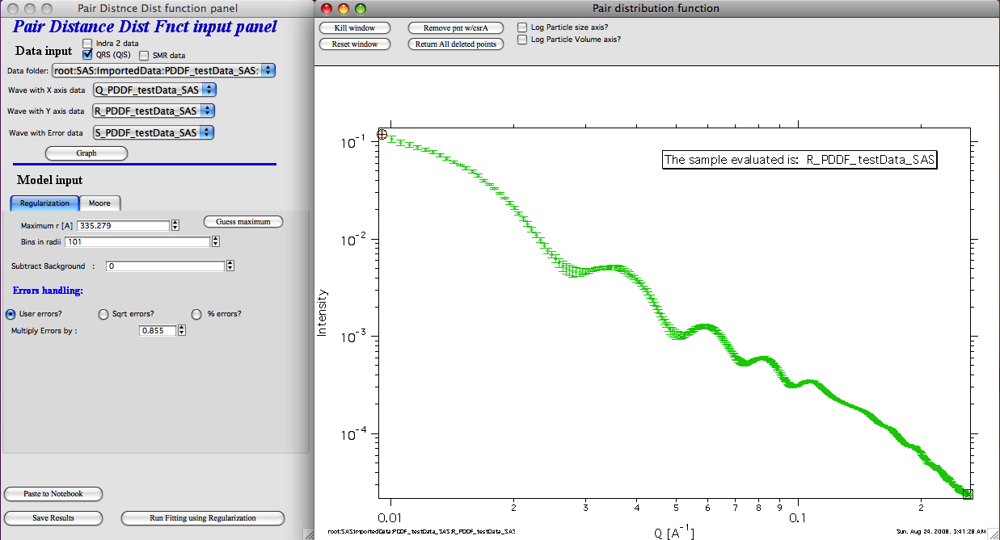 Pair Distnce Dist function panel
Pair Distance Dist Fnct input panel
Data input
Indra 2 data
QRS (QIS)
SMR data
Data folder: root:SAS:ImportedData:PDDF_testData_SAS:
Wave with X axis data Q_PDDF_testData_SAS
Wave with Y axis data R_PDDF_testData_SAS
Wave with Error data S_PDDF_testData_SAS
Graph
Model input
Regularization Moore
Maximum r [A] 335.279 Guess maximum
Bins in radii 101
Subtract Background : 0
Errors handling:
User errors? Sqrt errors? % errors?
Multiply Errors by : 0.855
Paste to Notebook
Save Results Run Fitting using Regularization
Pair distribution function
Kill window Remove pnt w/csrA Log Particle size axis?
Reset window Return All deleted points Log Particle Volume axis?
The sample evaluated is: R_PDDF_testData_SAS
Intensity
10-1
10-2
10-3
10-4
0.01 2 3 4 5 6 7 8 9 0.1 2
Q [A-1]
root:SAS:ImportedData:PDDF_testData_SAS:R_PDDF_testData_SAS
Sun, Aug 24, 2008, 3:41:28 AM